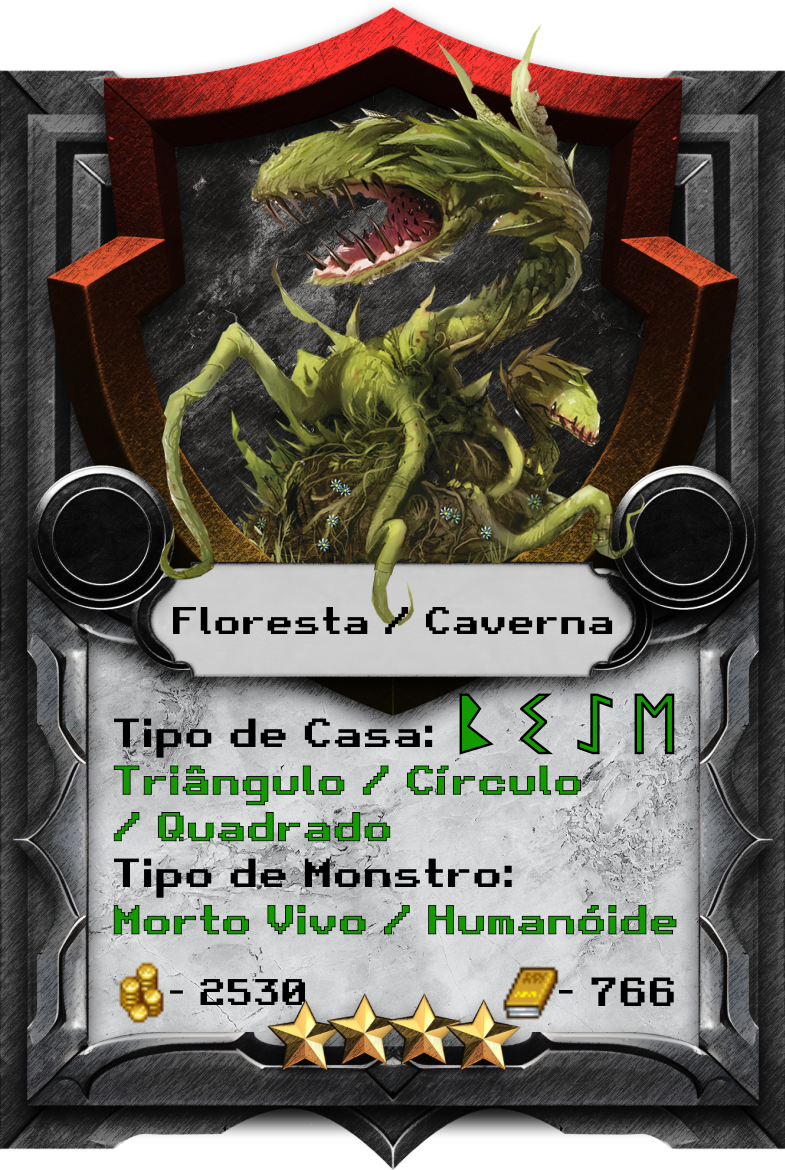 Floresta / Caverna
Tipo de Casa:
Triângulo / Círculo
/ Quadrado
Tipo de Monstro:
Morto Vivo / Humanóide
- 2530
- 766